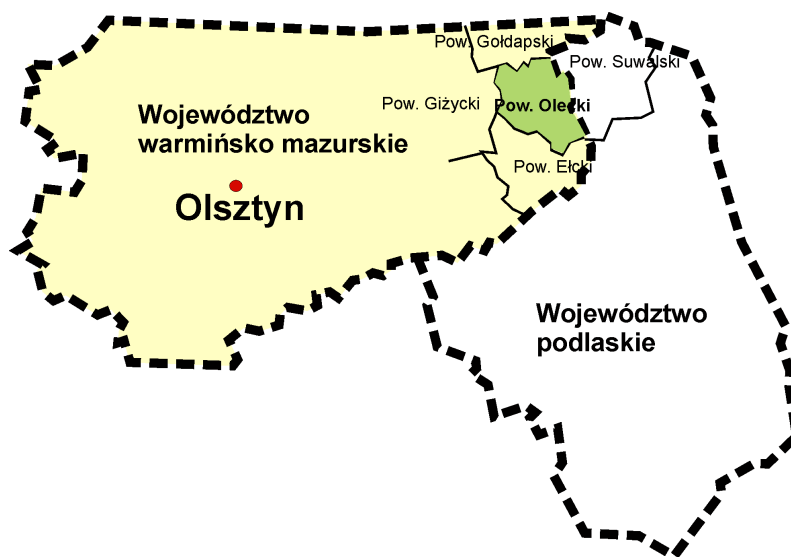 Pow. Gołdapski
Pow. Suwalski
Pow. Giżycki
Pow. Olecki
Województwo
warmińsko mazurskie
Pow. Ełcki
Olsztyn
Województwo
podlaskie